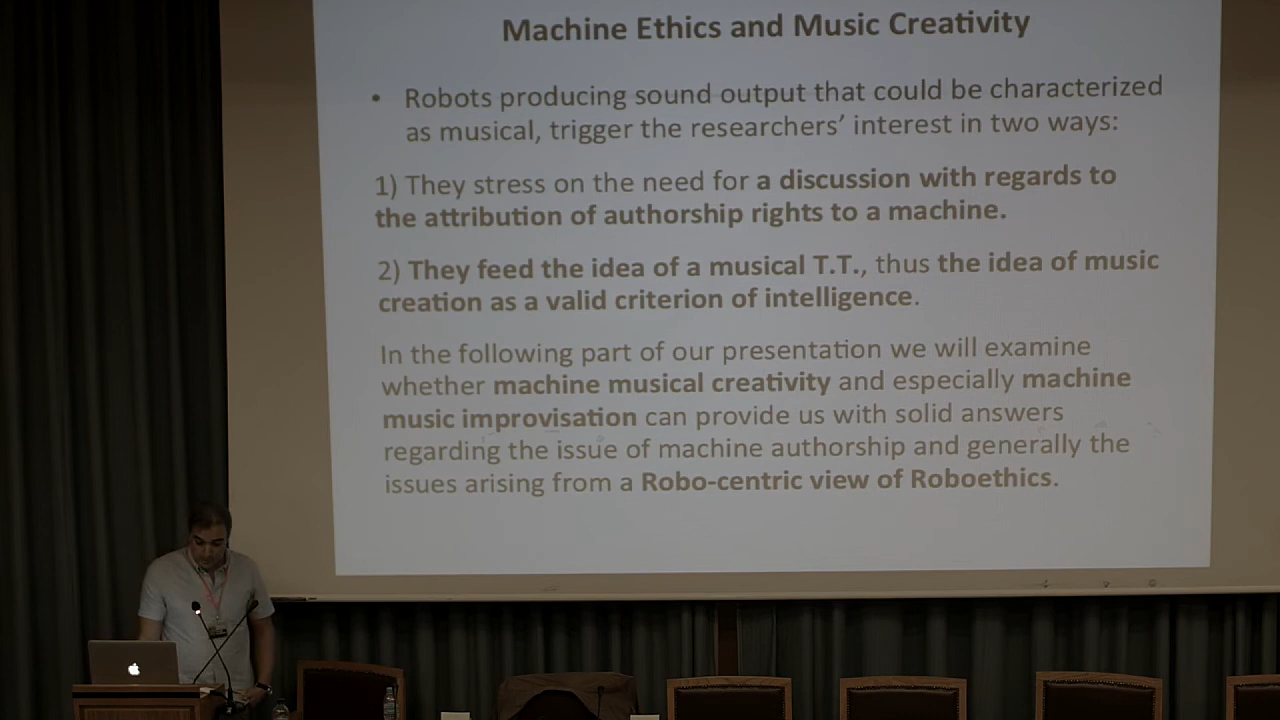 Machine Ethics and Music Creativity
• Robots producing sound output that could be characterized
as musical, trigger the researchers’ interest in two ways:
1) They stress on the need for a discussion with regards to
the attribution of authorship rights to a machine.
2) They feed the idea of a musical T.T., thus the idea of music
creation as a valid criterion of intelligence.
In the following part of our presentation we will examine
whether machine musical creativity and especially machine
music improvisation can provide us with solid answers
regarding the issue of machine authorship and generally the
issues arising from a Robo-centric view of Roboethics.